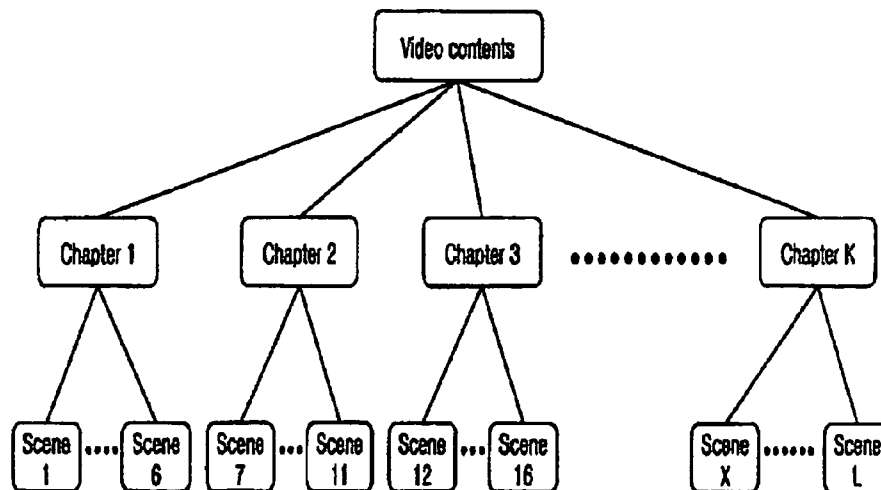 Video contents
Chapter 1
Chapter 2
Chapter 3
Chapter K
Scene
1
Scene
6
Scene
7
Scene
11
Scene
12
Scene
16
Scene
X
Scene
L